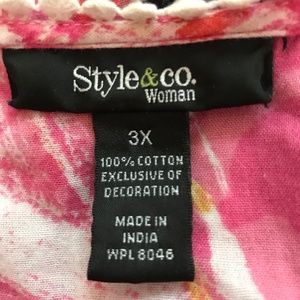 Style&co.
Woman
3X
100% COTTON
EXCLUSIVE OF
DECORATION
MADE IN
INDIA
WPL 8046